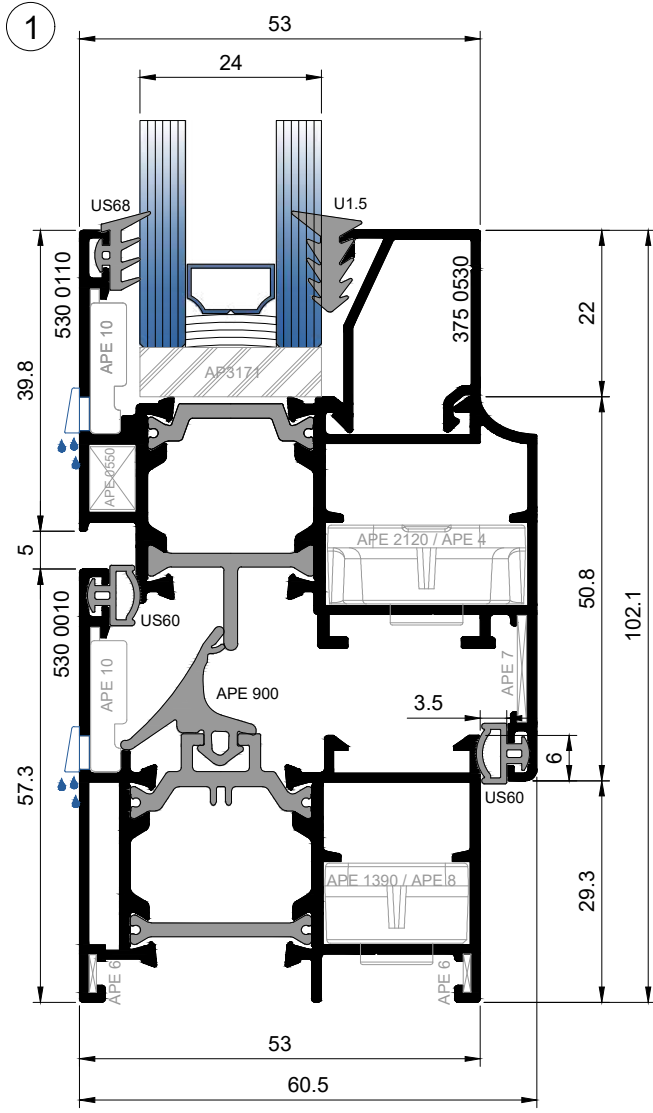 1
53
24
US68
U1.5
530 0110
APE 10
375 0530
22
39.8
AP3171
APE 0550
APE 2120 / APE 4
5
50.8
102.1
US60
530 0010
APE 10
APE 900
APE 7
3.5
6
US60
57.3
APE 1390 / APE 8
29.3
APE 6
APE 6
53
60.5